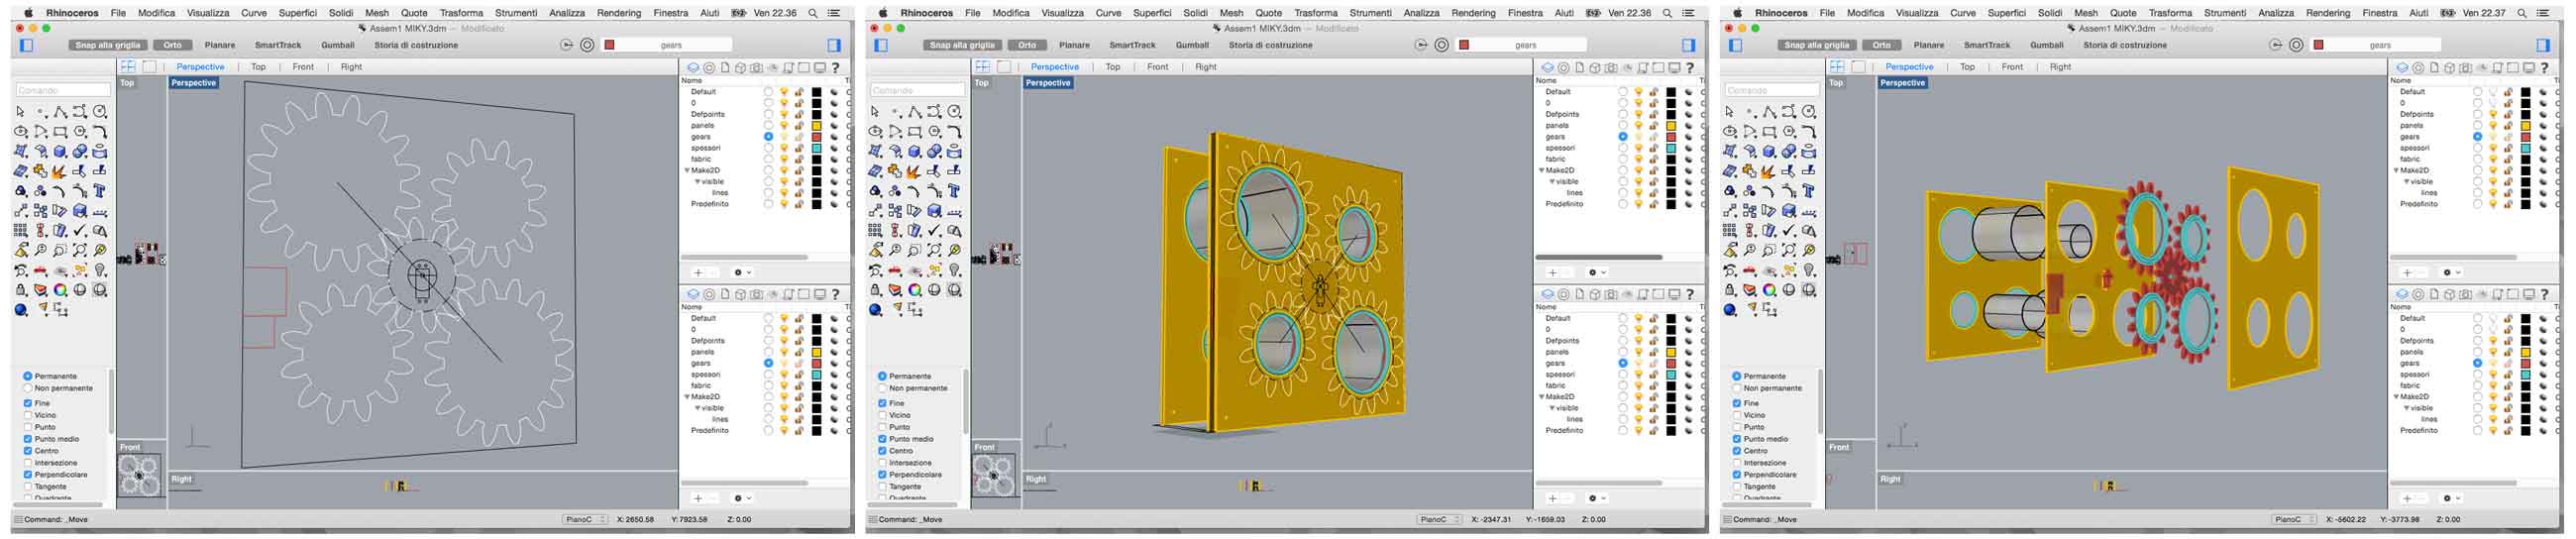 Rhinoceros File Modifica Visualizza Curve Superfici Solidi Mesh Quote Trasforma Strumenti Analizza Rendering Finestra Aiuti Ven 22.36
Assem1 MIKY.3dm — Modificato
Snap alla griglia Orto Planare SmartTrack Gumball Storia di costruzione gears
Perspective Top Front Right
Top Perspective
Nome
Comando
Default
0
Defpoints
panels
gears
spessori
fabric
Make2D
visible
lines
Predefinito
Nome
Default
0
Defpoints
panels
gears
spessori
fabric
Make2D
visible
lines
Predefinito
Permanente
Non permanente
Fine
Vicino
Punto
Punto medio
Centro
Intersezione
Perpendicolare
Tangente
Quadrante
Front
Right
Command: _Move PianoC X: 2650.58 Y: 7923.58 Z: 0.00
Rhinoceros File Modifica Visualizza Curve Superfici Solidi Mesh Quote Trasforma Strumenti Analizza Rendering Finestra Aiuti Ven 22.36
Assem1 MIKY.3dm — Modificato
Snap alla griglia Orto Planare SmartTrack Gumball Storia di costruzione gears
Perspective Top Front Right
Top Perspective
Nome
Comando
Default
0
Defpoints
panels
gears
spessori
fabric
Make2D
visible
lines
Predefinito
Nome
Default
0
Defpoints
panels
gears
spessori
fabric
Make2D
visible
lines
Predefinito
Permanente
Non permanente
Fine
Vicino
Punto
Punto medio
Centro
Intersezione
Perpendicolare
Tangente
Quadrante
Front
Right
Command: _Move PianoC X: -2347.31 Y: -1659.03 Z: 0.00
Rhinoceros File Modifica Visualizza Curve Superfici Solidi Mesh Quote Trasforma Strumenti Analizza Rendering Finestra Aiuti Ven 22.37
Assem1 MIKY.3dm — Modificato
Snap alla griglia Orto Planare SmartTrack Gumball Storia di costruzione gears
Perspective Top Front Right
Top Perspective
Nome
Comando
Default
0
Defpoints
panels
gears
spessori
fabric
Make2D
visible
lines
Predefinito
Nome
Default
0
Defpoints
panels
gears
spessori
fabric
Make2D
visible
lines
Predefinito
Permanente
Non permanente
Fine
Vicino
Punto
Punto medio
Centro
Intersezione
Perpendicolare
Tangente
Quadrante
Front
Right
Command: _Move PianoC X: -5602.22 Y: -3773.98 Z: 0.00